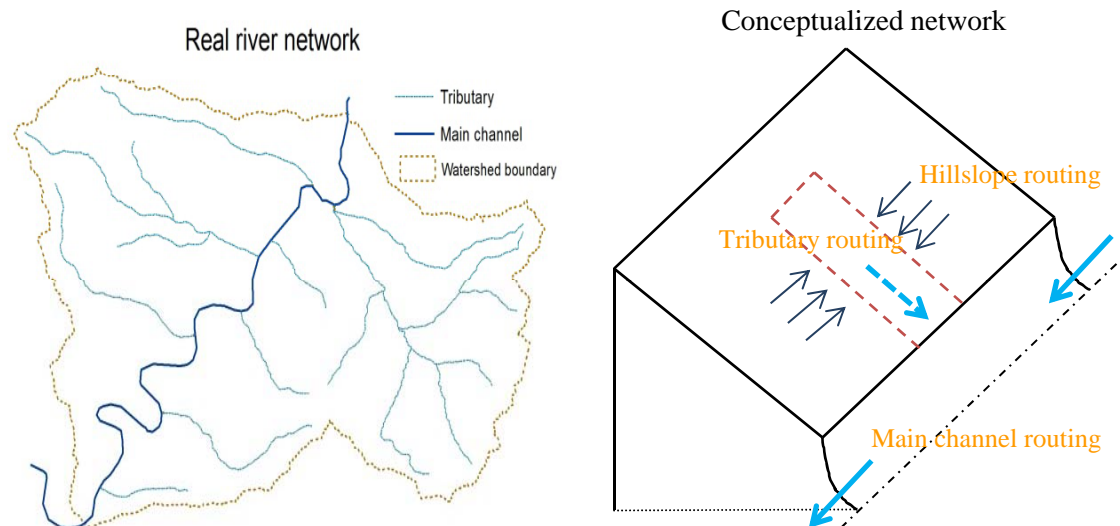 Real river network
Tributary
Main channel
Watershed boundary
Conceptualized network
Hillslope routing
Tributary routing
Main channel routing